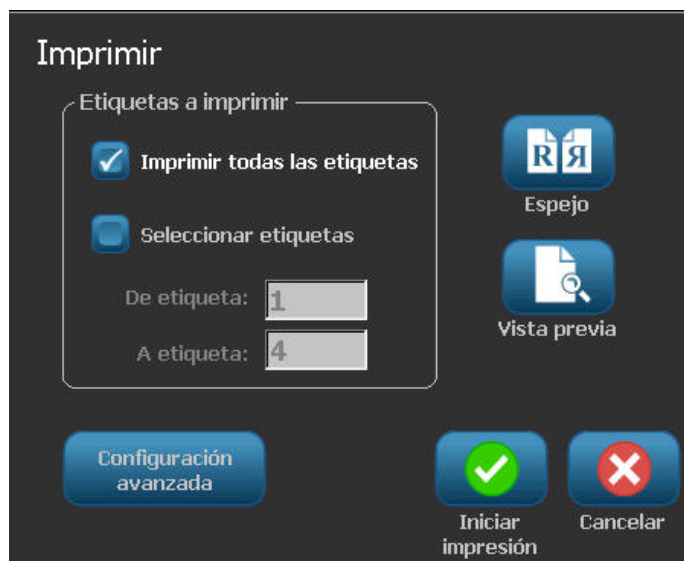 Imprimir
Etiquetas a imprimir
Imprimir todas las etiquetas
Seleccionar etiquetas
De etiqueta: 1
A etiqueta: 4
R Я
Espejo
Vista previa
Configuración
avanzada
Iniciar
impresión
Cancelar